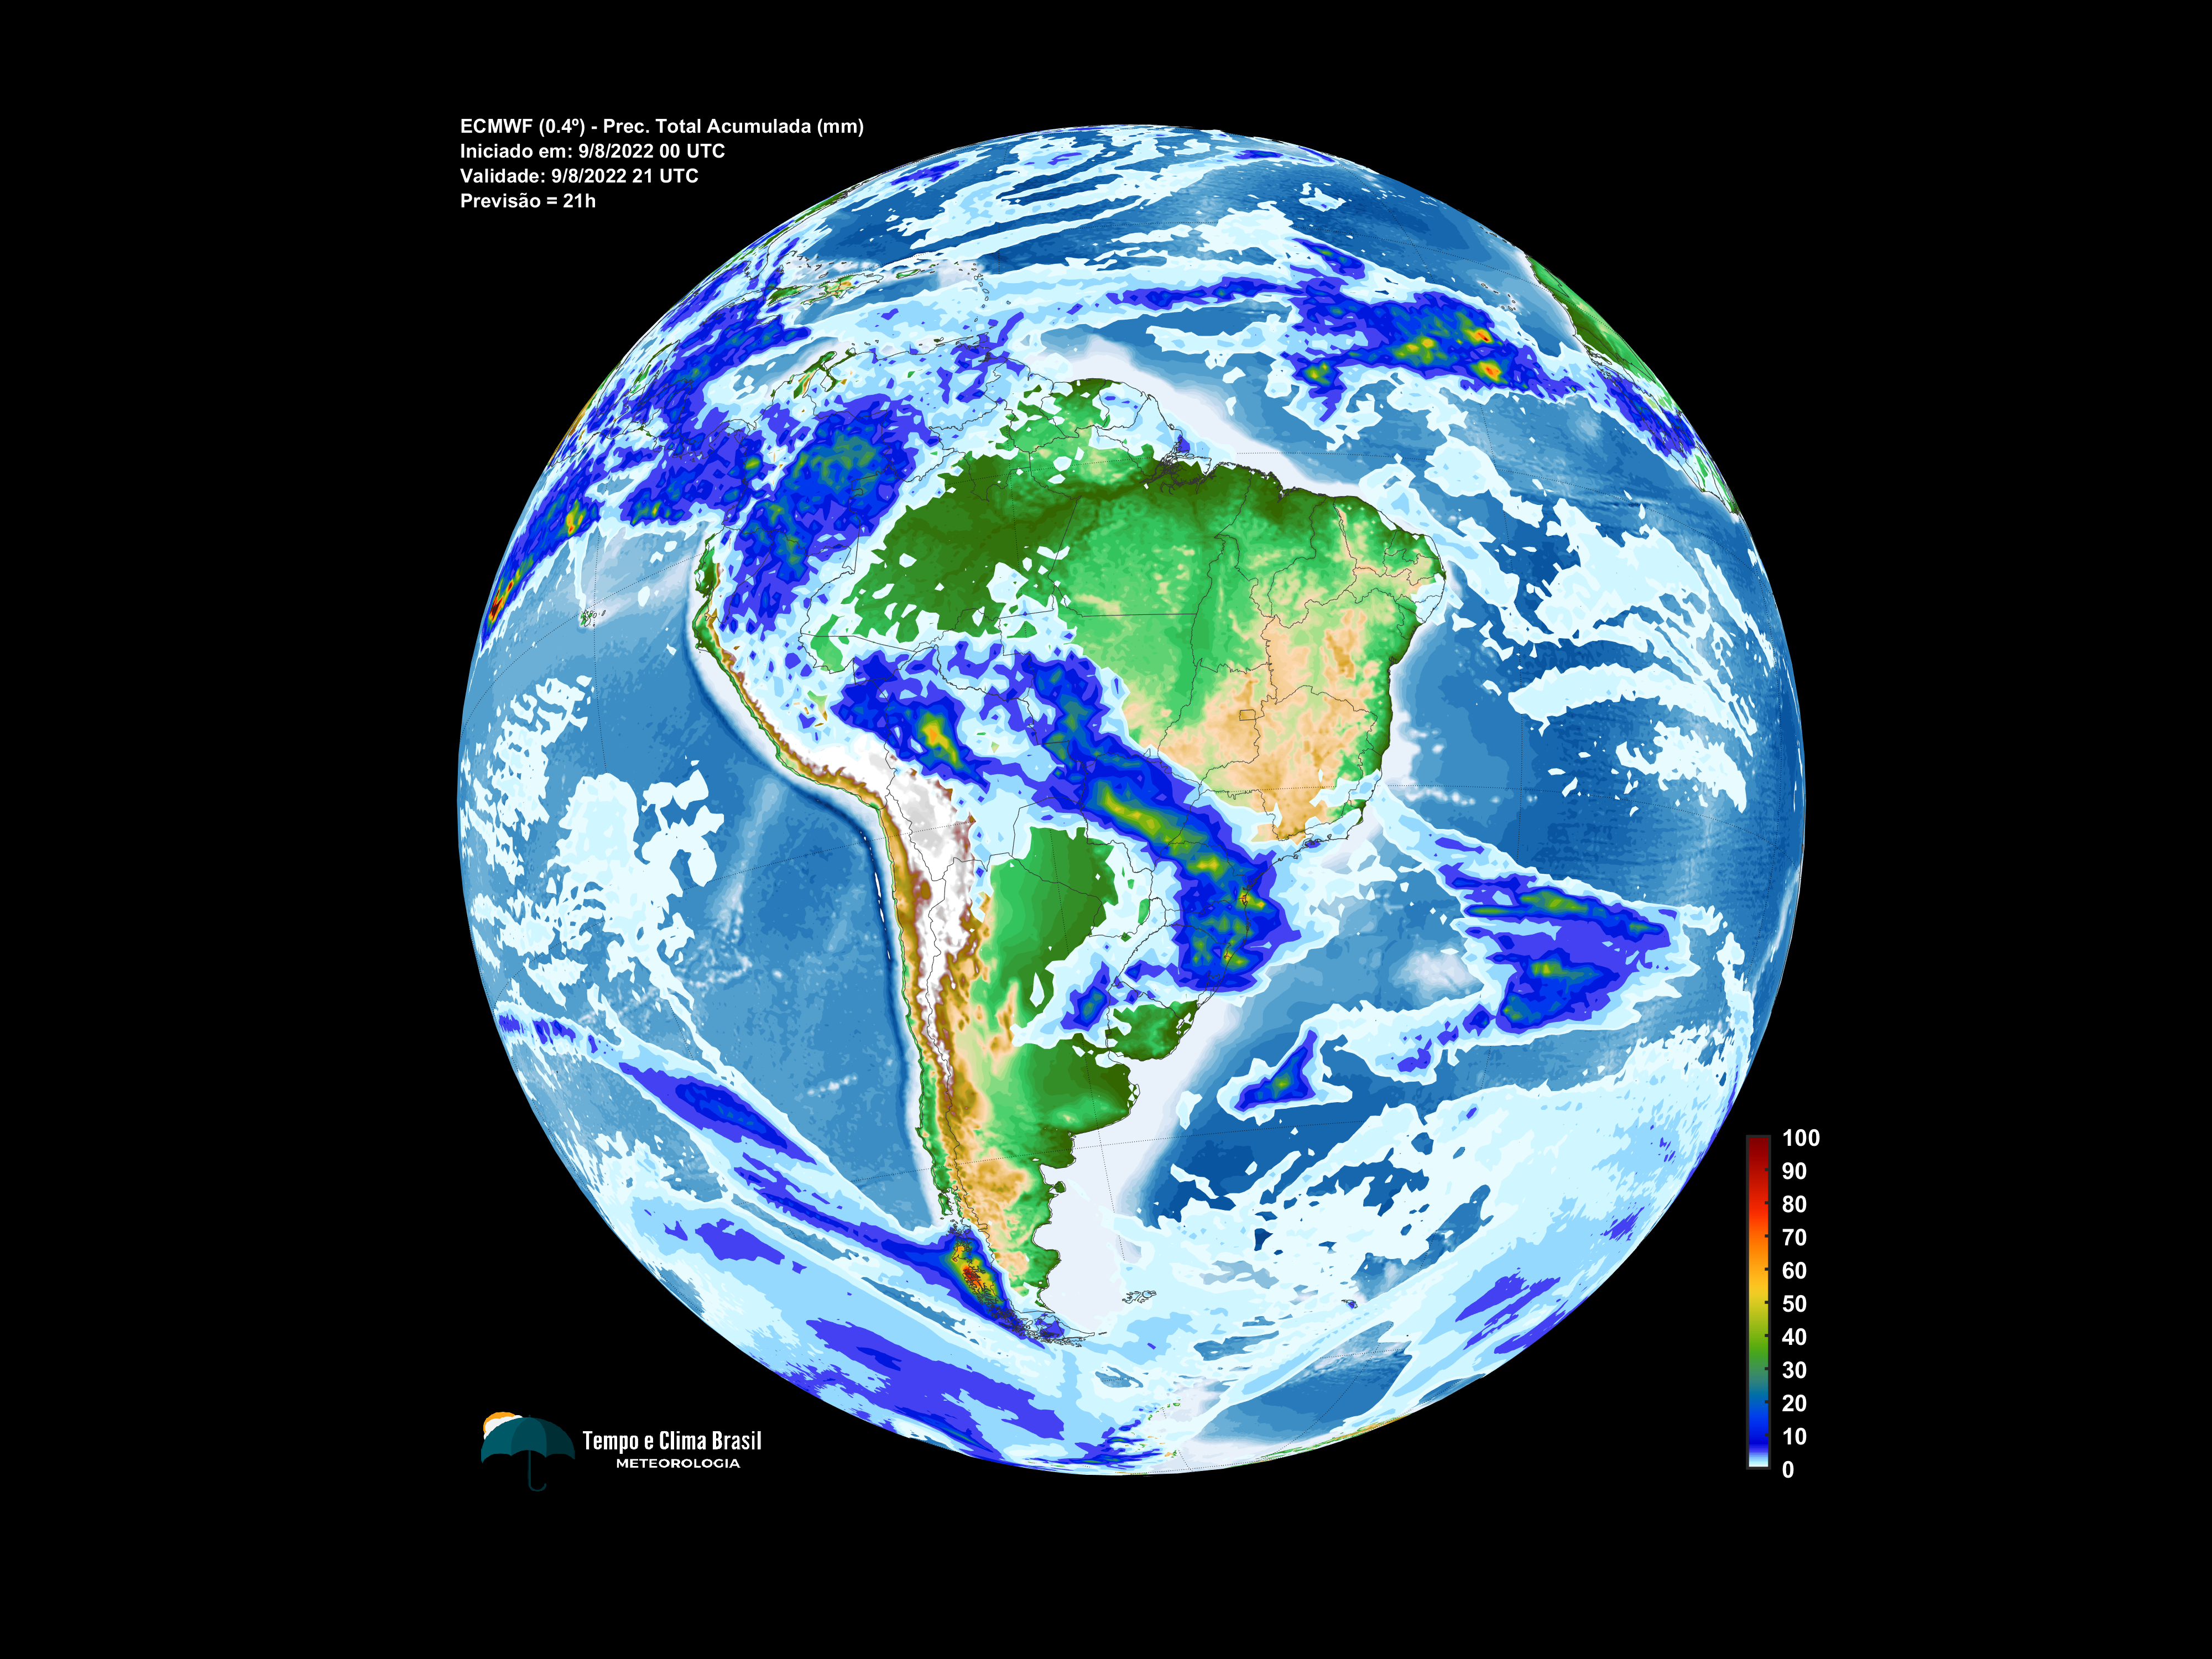 ECMWF (0.4º) - Prec. Total Acumulada (mm)
Iniciado em: 9/8/2022 00 UTC
Validade: 9/8/2022 21 UTC
Previsão = 21h
100
90
80
70
60
50
40
30
20
10
0
Tempo e Clima Brasil
METEOROLOGIA